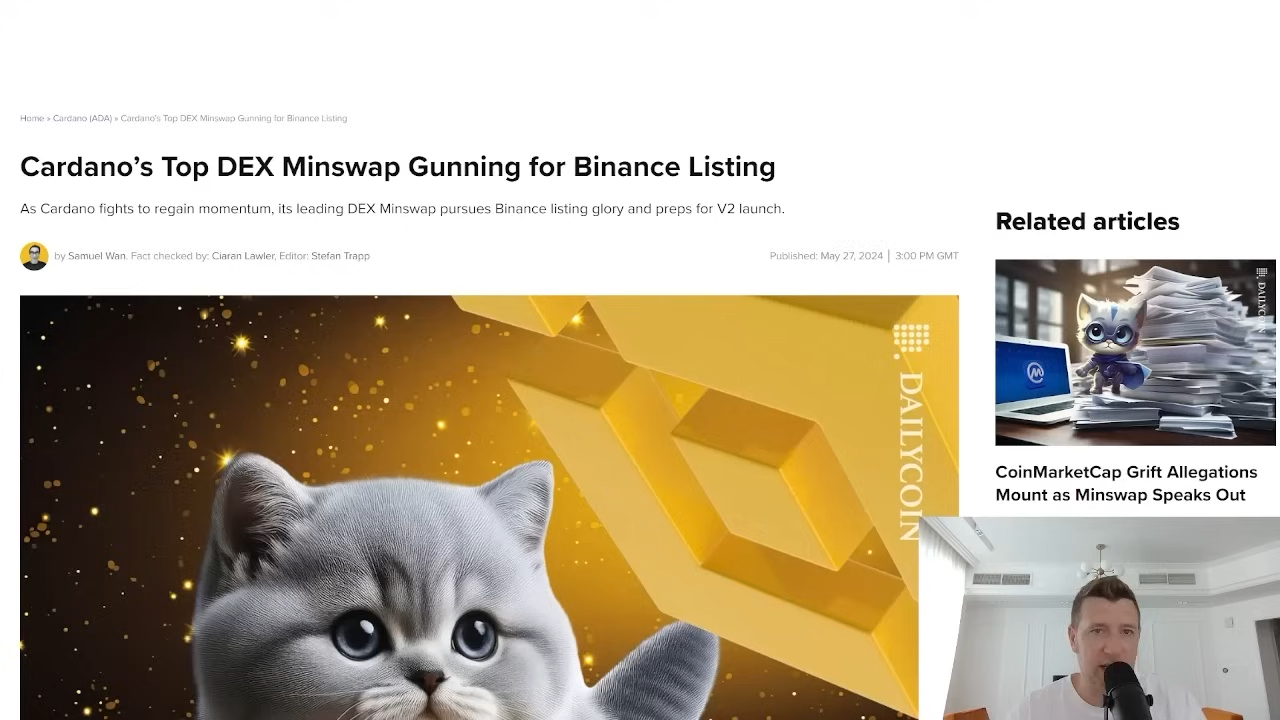 Home » Cardano (ADA) » Cardano's Top DEX Minswap Gunning for Binance Listing
Cardano's Top DEX Minswap Gunning for Binance Listing
As Cardano fights to regain momentum, its leading DEX Minswap pursues Binance listing glory and preps for V2 launch.
by Samuel Wan. Fact checked by: Ciaran Lawler, Editor: Stefan Trapp
Published: May 27, 2024 | 3:00 PM GMT
DAILYCOIN
Related articles
DAILYCOIN
CoinMarketCap Grift Allegations
Mount as Minswap Speaks Out